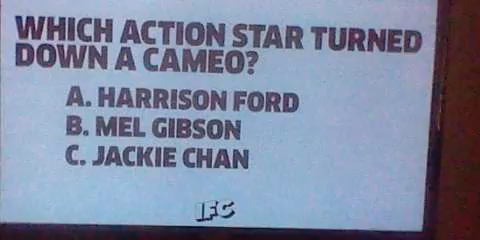 WHICH ACTION STAR TURNED
DOWN A CAMEO?
A. HARRISON FORD
B. MEL GIBSON
C. JACKIE CHAN
IFC